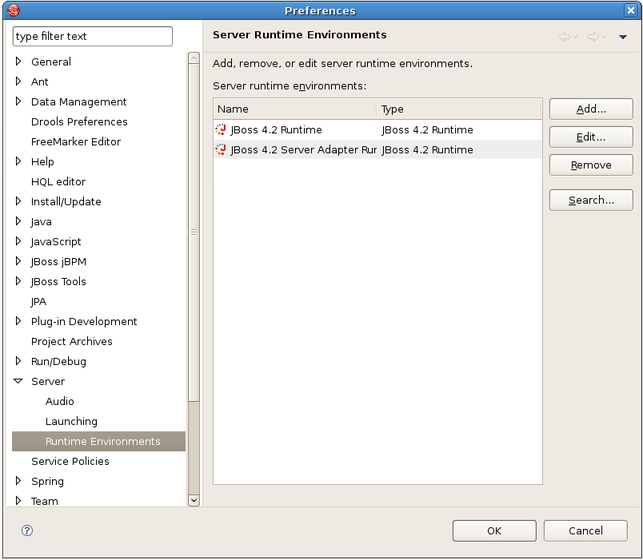 Preferences
type filter text
General
Ant
Data Management
Drools Preferences
FreeMarker Editor
Help
HQL editor
Install/Update
Java
JavaScript
JBoss jBPM
JBoss Tools
JPA
Plug-in Development
Project Archives
Run/Debug
Server
Audio
Launching
Runtime Environments
Service Policies
Spring
Team
Server Runtime Environments
Add, remove, or edit server runtime environments.
Server runtime environments:
Name Type
JBoss 4.2 Runtime JBoss 4.2 Runtime
JBoss 4.2 Server Adapter Rur JBoss 4.2 Runtime
Add...
Edit...
Remove
Search...
OK
Cancel